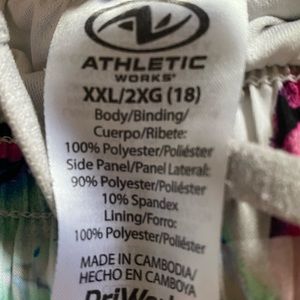 ATHLETIC
WORKS®
XXL/2XG (18)
Body/Binding/
Cuerpo/Ribete:
100% Polyester/Poliéster
Side Panel/Panel Lateral:
90% Polyester/Poliéster
10% Spandex
Lining/Forro:
100% Polyester/Poliéster
MADE IN CAMBODIA/
HECHO EN CAMBOYA